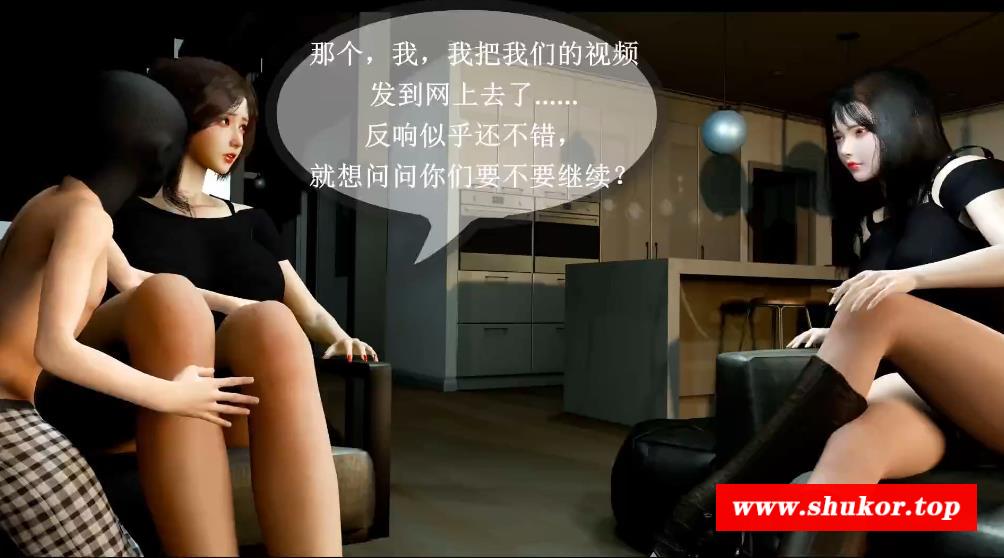 那个，我，我把我们的视频
发到网上去了......
反响似乎还不错，
就想问问你们要不要继续？
www.shukor.top